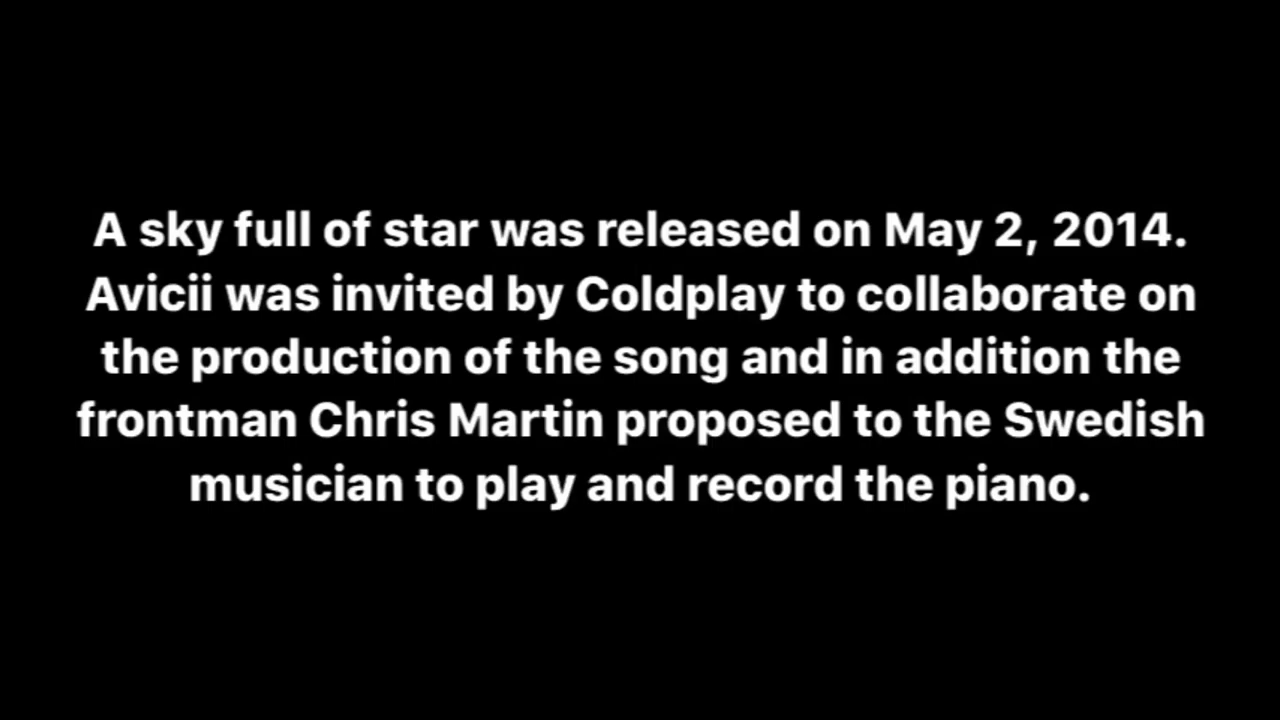 A sky full of star was released on May 2, 2014.
Avicii was invited by Coldplay to collaborate on
the production of the song and in addition the
frontman Chris Martin proposed to the Swedish
musician to play and record the piano.